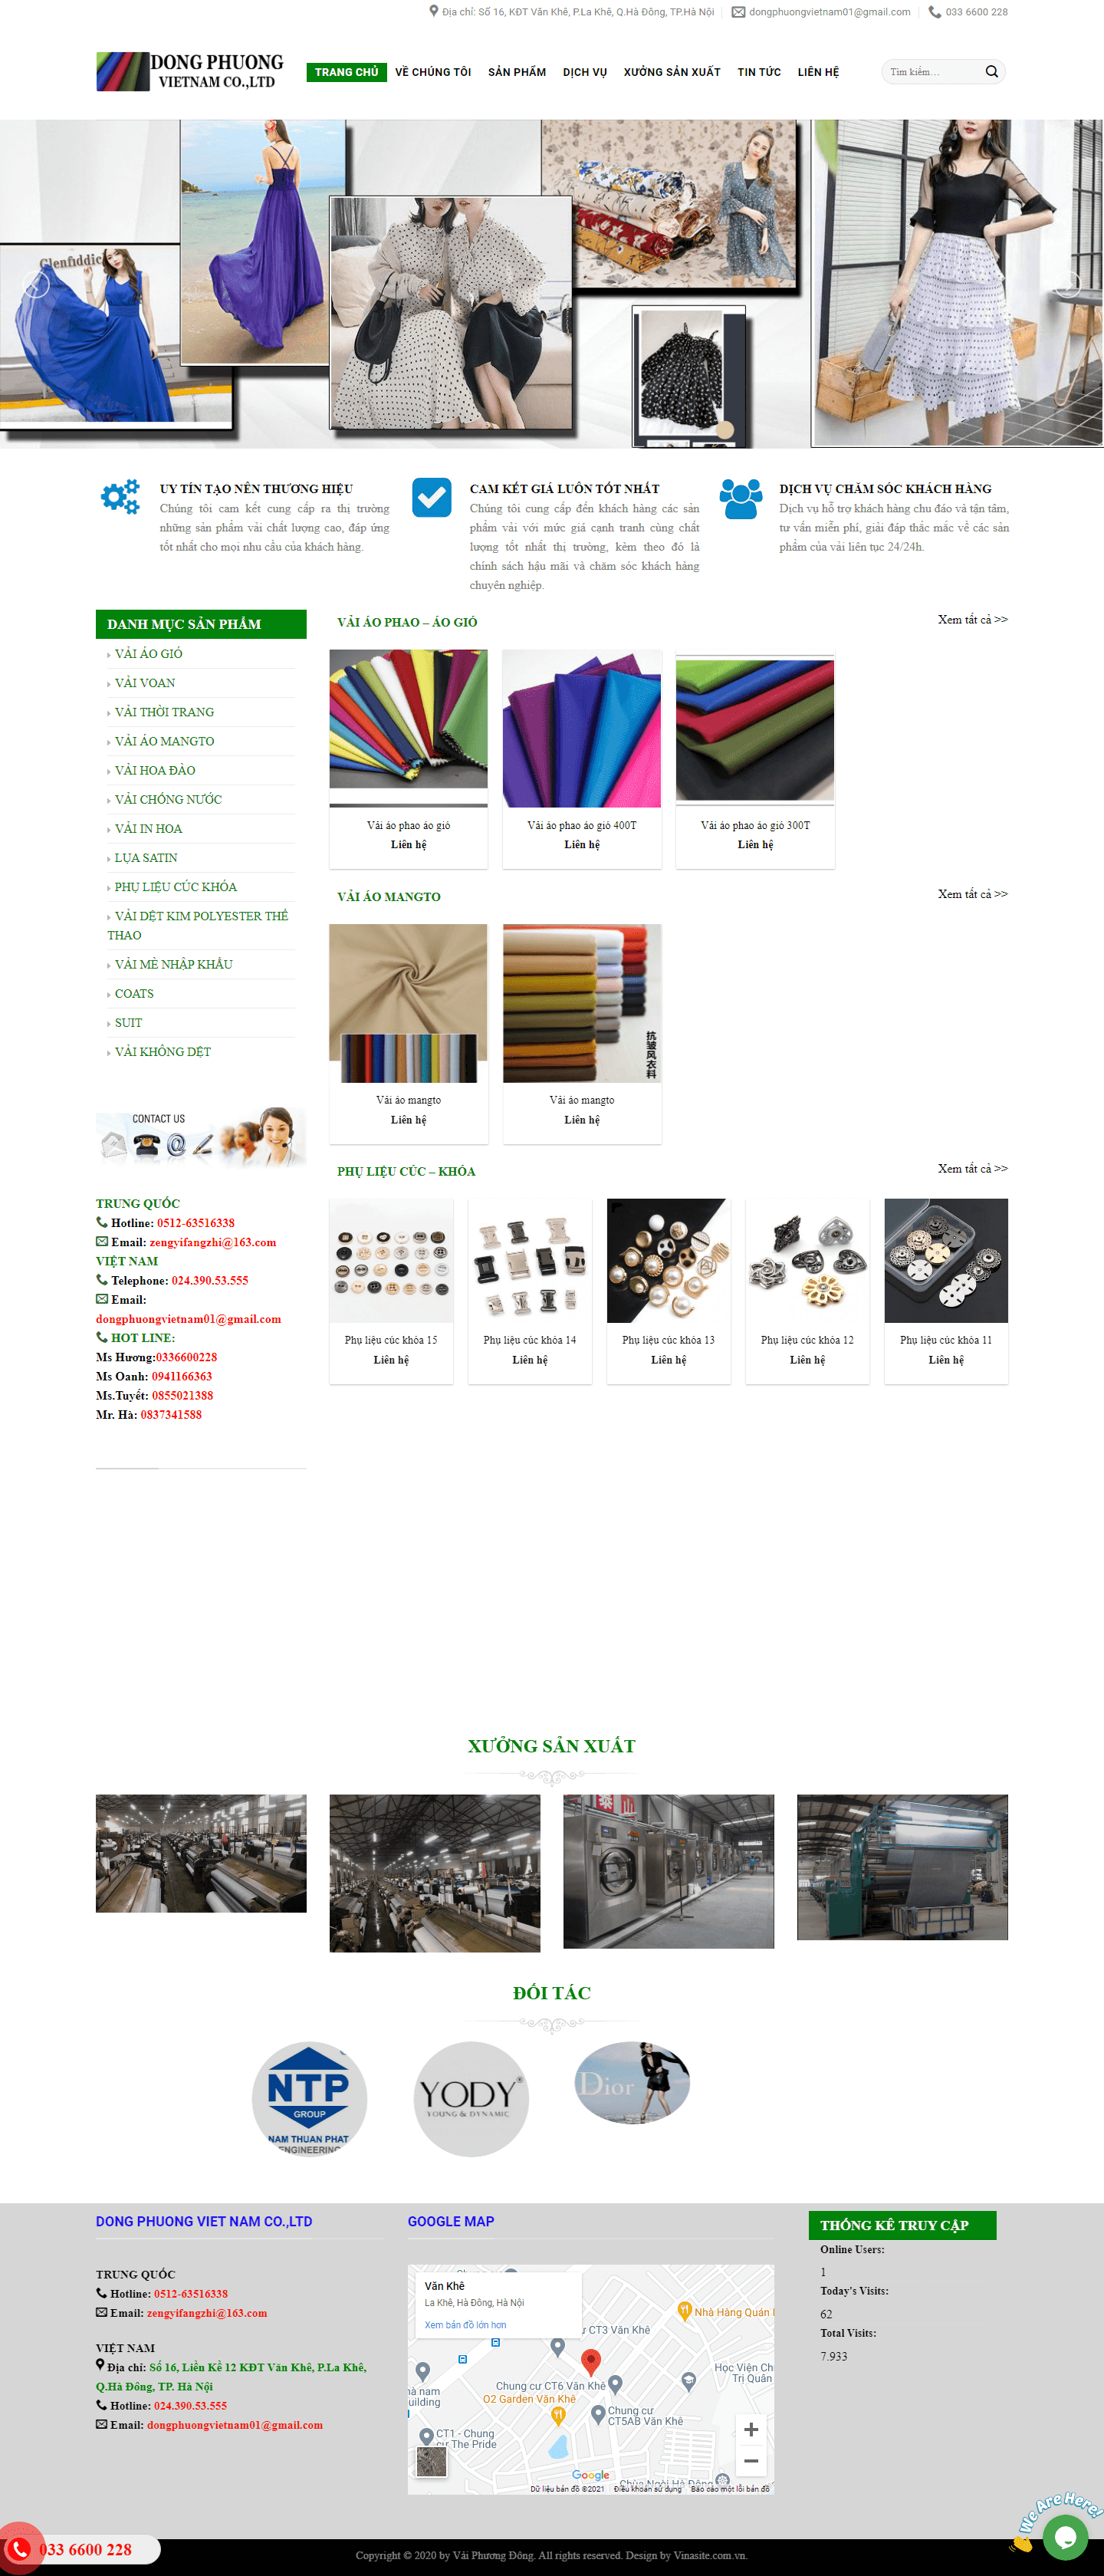 Địa chỉ: Số 16, KĐT Văn Khê, P.La Khê, Q.Hà Đông, TP.Hà Nội
dongphuongvietnam01@gmail.com
033 6600 228
DONG PHUONG
VIETNAM CO.,LTD
TRANG CHỦ
VỀ CHÚNG TÔI
SẢN PHẨM
DỊCH VỤ
XƯỞNG SẢN XUẤT
TIN TỨC
LIÊN HỆ
Tìm kiếm…
Glenfiddic
UY TÍN TẠO NÊN THƯƠNG HIỆU
Chúng tôi cam kết cung cấp ra thị trường
những sản phẩm vải chất lượng cao, đáp ứng
tốt nhất cho mọi nhu cầu của khách hàng.
CAM KẾT GIÁ LUÔN TỐT NHẤT
Chúng tôi cung cấp đến khách hàng các sản
phẩm vải với mức giá cạnh tranh cùng chất
lượng tốt nhất thị trường, kèm theo đó là
chính sách hậu mãi và chăm sóc khách hàng
chuyên nghiệp.
DỊCH VỤ CHĂM SÓC KHÁCH HÀNG
Dịch vụ hỗ trợ khách hàng chu đáo và tận tâm,
tư vấn miễn phí, giải đáp thắc mắc về các sản
phẩm của vải liên tục 24/24h.
DANH MỤC SẢN PHẨM
VẢI ÁO GIÓ
VẢI VOAN
VẢI THỜI TRANG
VẢI ÁO MANGTO
VẢI HOA ĐÀO
VẢI CHỐNG NƯỚC
VẢI IN HOA
LỤA SATIN
PHỤ LIỆU CÚC KHÓA
VẢI DỆT KIM POLYESTER THỂ
THAO
VẢI MÈ NHẬP KHẨU
COATS
SUIT
VẢI KHÔNG DỆT
CONTACT US
TRUNG QUỐC
Hotline: 0512-63516338
Email: zengyifangzhi@163.com
VIỆT NAM
Telephone: 024.390.53.555
Email:
dongphuongvietnam01@gmail.com
HOT LINE:
Ms Hương:0336600228
Ms Oanh: 0941166363
Ms.Tuyết: 0855021388
Mr. Hà: 0837341588
VẢI ÁO PHAO – ÁO GIÓ
Xem tất cả >>
Vải áo phao áo gió
Liên hệ
Vải áo phao áo gió 400T
Liên hệ
Vải áo phao áo gió 300T
Liên hệ
VẢI ÁO MANGTO
Xem tất cả >>
抗皱风衣料
Vải áo mangto
Liên hệ
Vải áo mangto
Liên hệ
PHỤ LIỆU CÚC – KHÓA
Xem tất cả >>
Phụ liệu cúc khóa 15
Liên hệ
Phụ liệu cúc khóa 14
Liên hệ
Phụ liệu cúc khóa 13
Liên hệ
Phụ liệu cúc khóa 12
Liên hệ
Phụ liệu cúc khóa 11
Liên hệ
XƯỞNG SẢN XUẤT
ĐỐI TÁC
NTP
GROUP
NAM THUAN PHAT
ENGINEERING
YODY
YOUNG & DYNAMIC
Dior
DONG PHUONG VIET NAM CO.,LTD
TRUNG QUỐC
Hotline: 0512-63516338
Email: zengyifangzhi@163.com
VIỆT NAM
Địa chỉ: Số 16, Liền Kề 12 KĐT Văn Khê, P.La Khê,
Q.Hà Đông, TP. Hà Nội
Hotline: 024.390.53.555
Email: dongphuongvietnam01@gmail.com
GOOGLE MAP
Văn Khê
La Khê, Hà Đông, Hà Nội
Xem bản đồ lớn hơn
Chung cư
Nhà Hàng Quán
ư CT3 Văn Khê
Học Viện Ch
Trị Quân
Chung cư CT6 Văn Khê
O2 Garden Văn Khê
Chung cư
CT5AB Văn Khê
hà nam
uilding
CT1 - Chung
cư The Pride
Chùa Ngòi Hà Đông
Google
Dữ liệu bản đồ ©2021
Điều khoản sử dụng
Báo cáo một lỗi bản đồ
THỐNG KÊ TRUY CẬP
Online Users:
1
Today's Visits:
62
Total Visits:
7.933
We Are Here!
033 6600 228
Copyright © 2020 by Vải Phương Đông. All rights reserved. Design by Vinasite.com.vn.